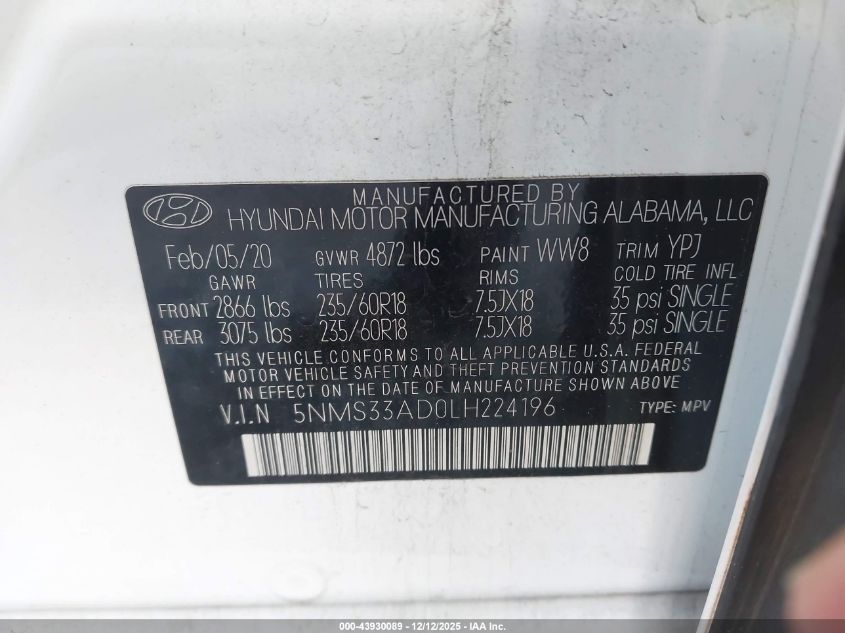 MANUFACTURED BY
HYUNDAI MOTOR MANUFACTURING ALABAMA, LLC
Feb/05/20 GVWR 4872 lbs PAINT WW8 TRIM YPJ
GAWR TIRES RIMS COLD TIRE INFL
FRONT 2866 lbs 235/60R18 7.5JX18 35 psi SINGLE
REAR 3075 lbs 235/60R18 7.5JX18 35 psi SINGLE
THIS VEHICLE CONFORMS TO ALL APPLICABLE U.S.A. FEDERAL
MOTOR VEHICLE SAFETY AND THEFT PREVENTION STANDARDS
IN EFFECT ON THE DATE OF MANUFACTURE SHOWN ABOVE
V.I.N 5NMS33AD0LH224196 TYPE: MPV
000-43930089 - 12/12/2025 - IAA Inc.